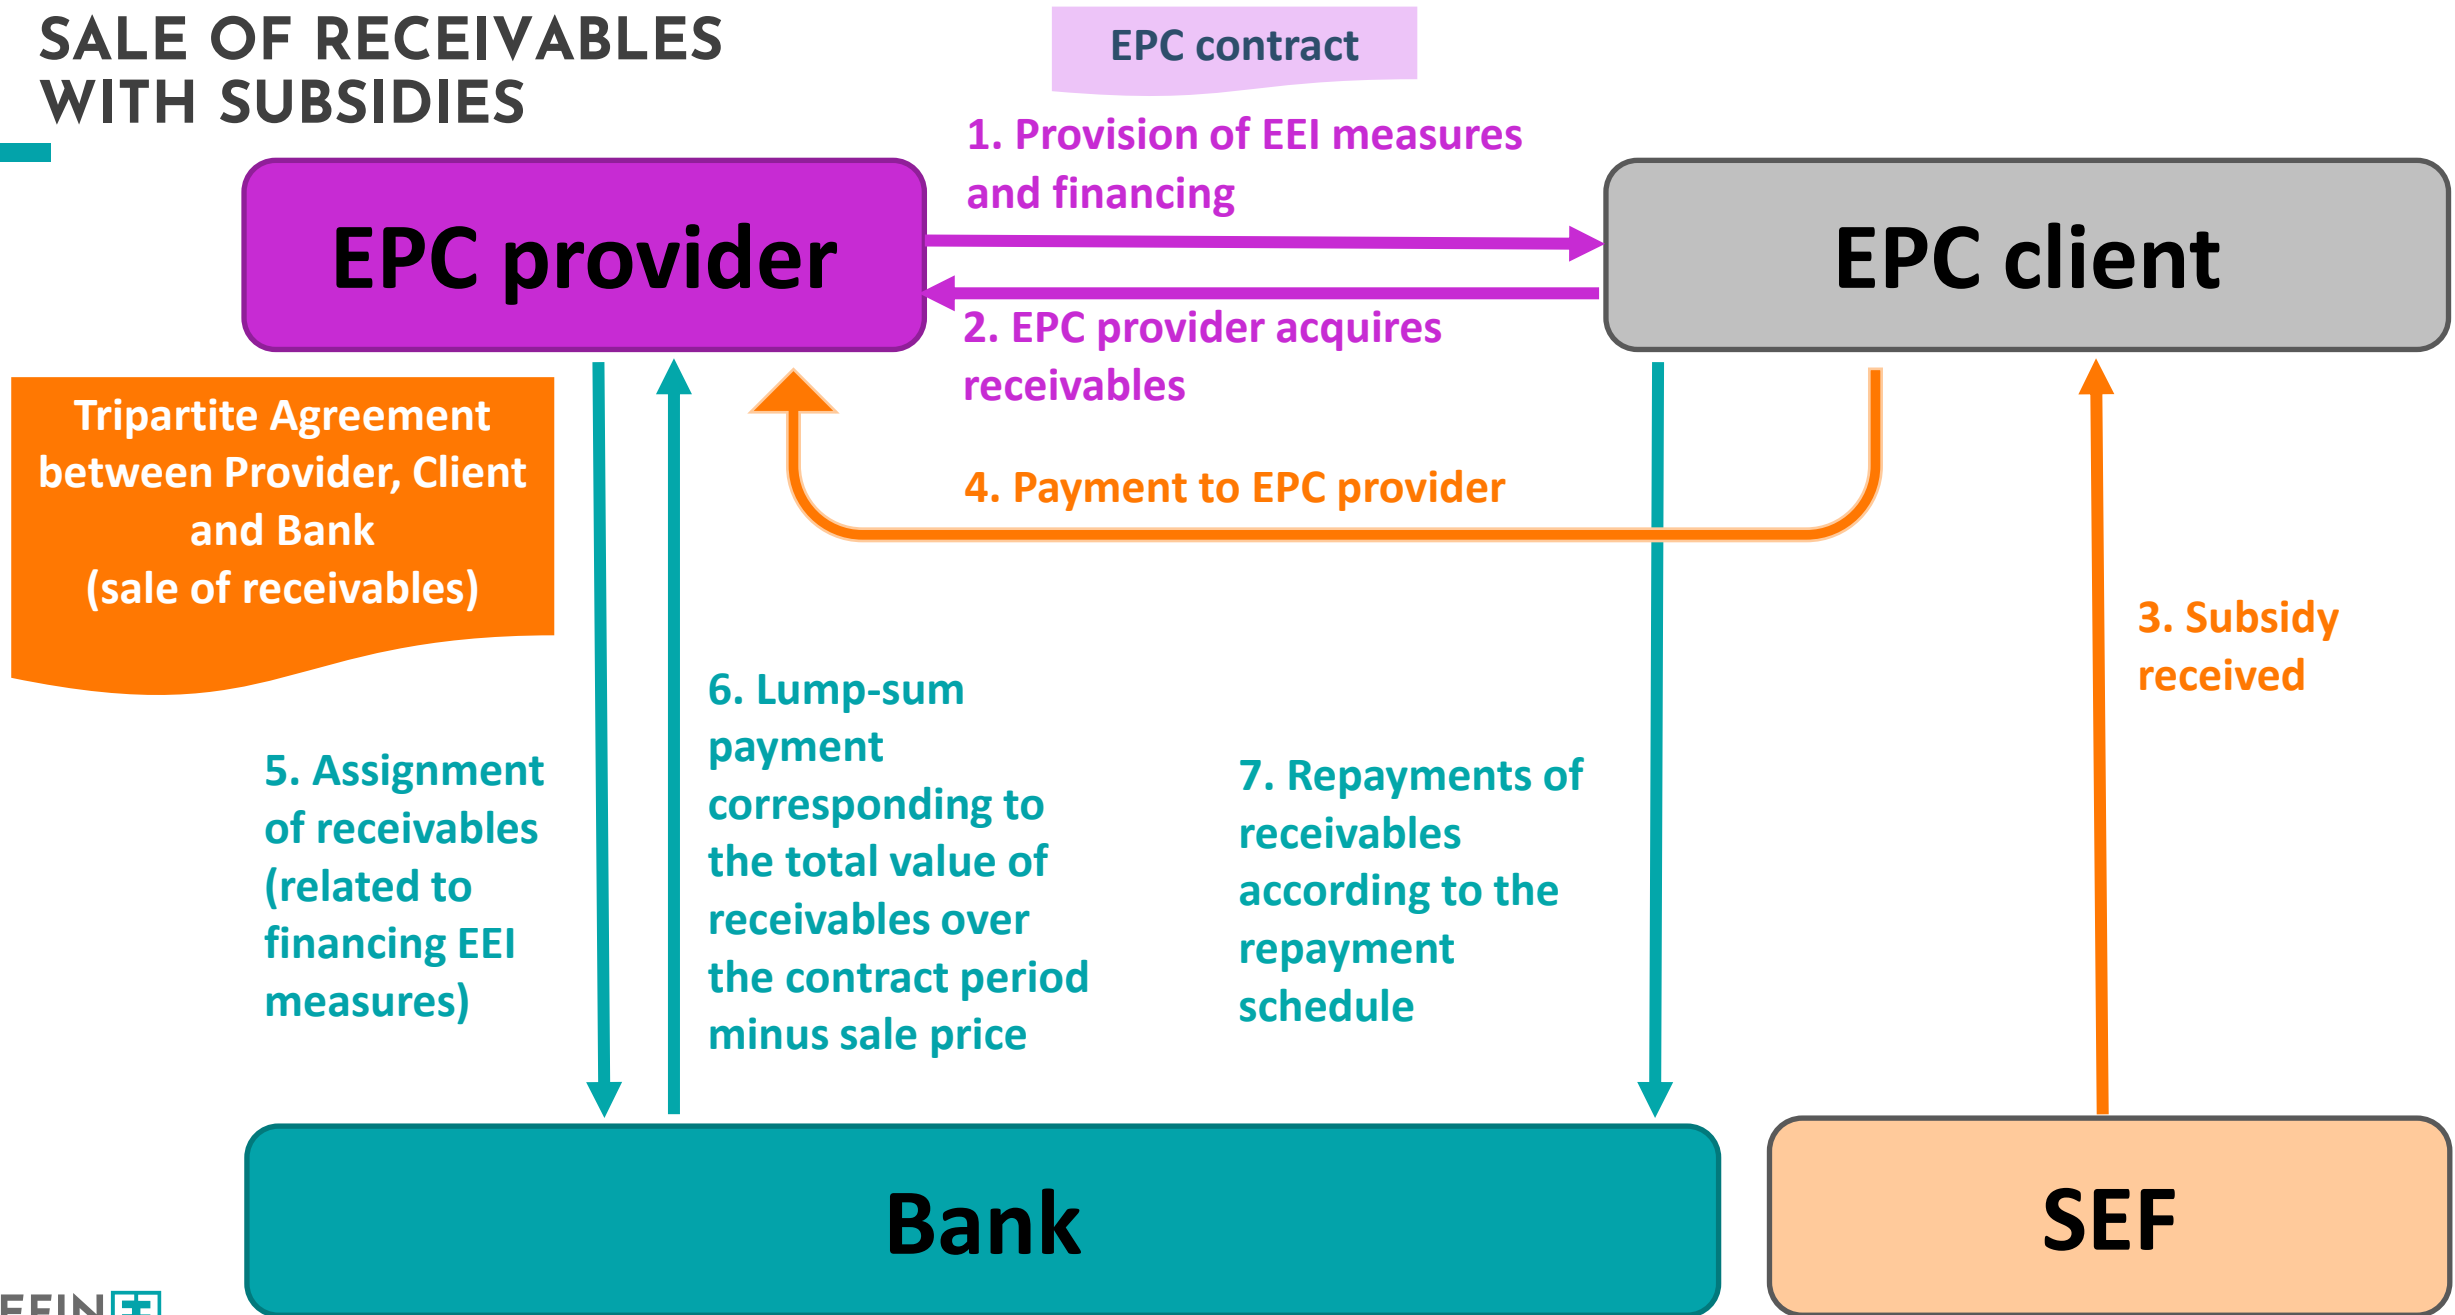 SALE OF RECEIVABLES
WITH SUBSIDIES
EPC contract
1. Provision of EEI measures
and financing
EPC provider
EPC client
2. EPC provider acquires
receivables
Tripartite Agreement
between Provider, Client
and Bank
(sale of receivables)
4. Payment to EPC provider
3. Subsidy
received
5. Assignment
of receivables
(related to
financing EEI
measures)
6. Lump-sum
payment
corresponding to
the total value of
receivables over
the contract period
minus sale price
7. Repayments of
receivables
according to the
repayment
schedule
Bank
SEF